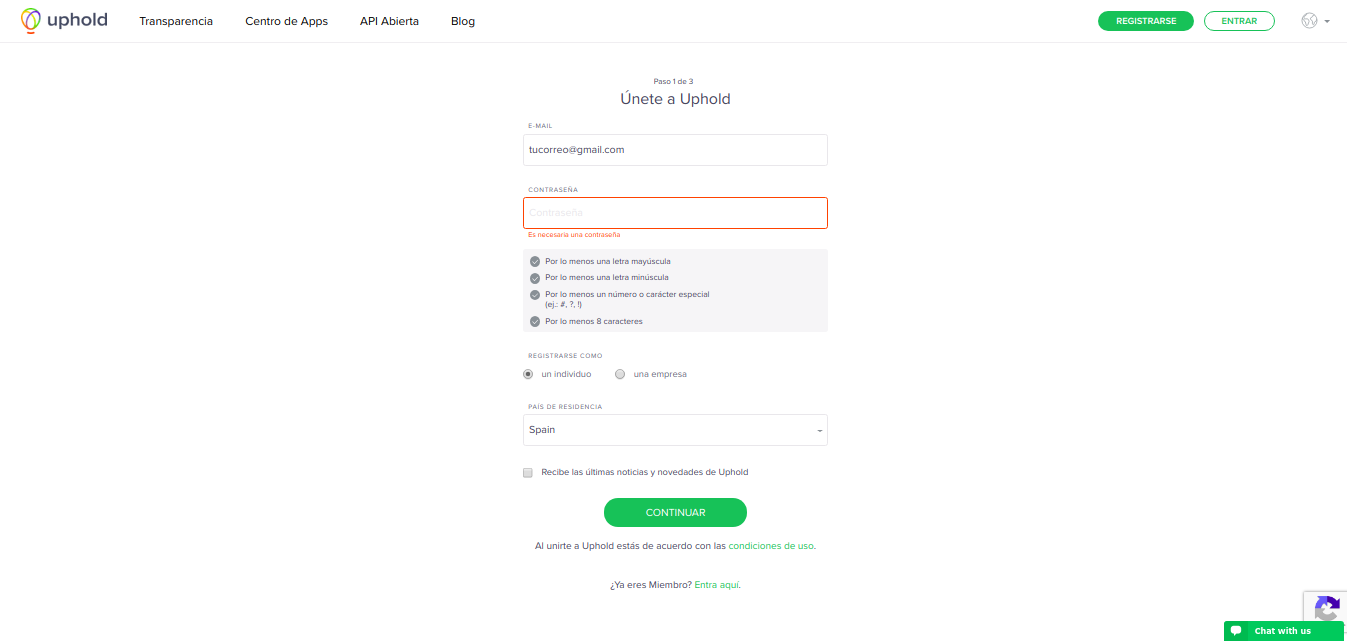 uphold Transparencia Centro de Apps API Abierta Blog REGISTRARSE ENTRAR
Paso 1 de 3
Únete a Uphold
E-MAIL
tucorreo@gmail.com
CONTRASEÑA
Contraseña
Es necesaria una contraseña
Por lo menos una letra mayúscula
Por lo menos una letra minúscula
Por lo menos un número o carácter especial
(ej.: #, ?, !)
Por lo menos 8 caracteres
REGISTRARSE COMO
un individuo una empresa
PAÍS DE RESIDENCIA
Spain
Recibe las últimas noticias y novedades de Uphold
CONTINUAR
Al unirte a Uphold estás de acuerdo con las condiciones de uso.
¿Ya eres Miembro? Entra aquí.
Chat with us